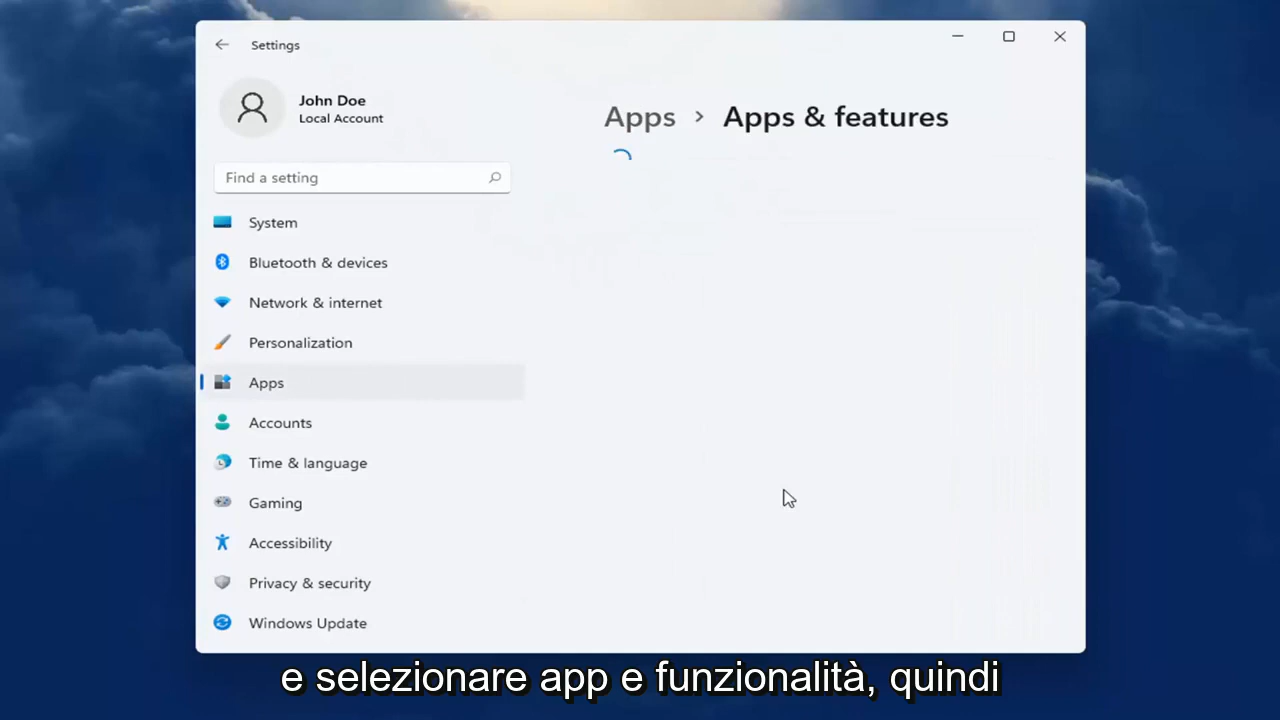 Settings
John Doe
Local Account
Find a setting
System
Bluetooth & devices
Network & internet
Personalization
Apps
Accounts
Time & language
Gaming
Accessibility
Privacy & security
Windows Update
Apps > Apps & features
e selezionare app e funzionalità, quindi